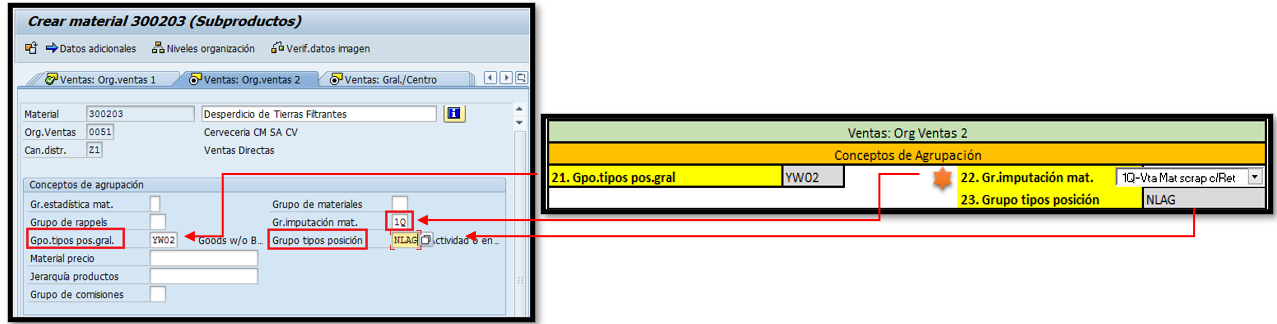 Crear material 300203 (Subproductos)
Datos adicionales Niveles organización Verif.datos imagen
Ventas: Org.ventas 1 Ventas: Org.ventas 2 Ventas: Gral./Centro
Material 300203 Desperdicio de Tierras Filtrantes
Org.Ventas 0051 Cerveceria CM SA CV
Can.distr. Z1 Ventas Directas
Conceptos de agrupación
Gr.estadística mat. Grupo de materiales
Grupo de rappels Gr.imputación mat. 1Q
Gpo.tipos pos.gral. YW02 Goods w/o B... Grupo tipos posición NLAG ctividad o en...
Material precio
Jerarquía productos
Grupo de comisiones
Ventas: Org Ventas 2
Conceptos de Agrupación
21. Gpo.tipos pos.gral YW02 22. Gr.imputación mat. 1Q-Vta Mat scrap c/Ret
23. Grupo tipos posición NLAG